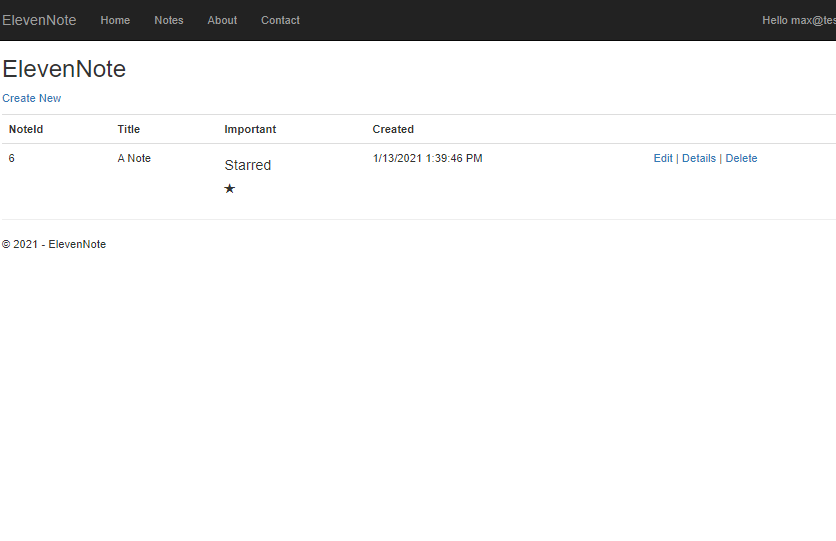 ElevenNote Home Notes About Contact Hello max@tes
ElevenNote
Create New
NoteId Title Important Created
6 A Note Starred 1/13/2021 1:39:46 PM Edit | Details | Delete
★
© 2021 - ElevenNote